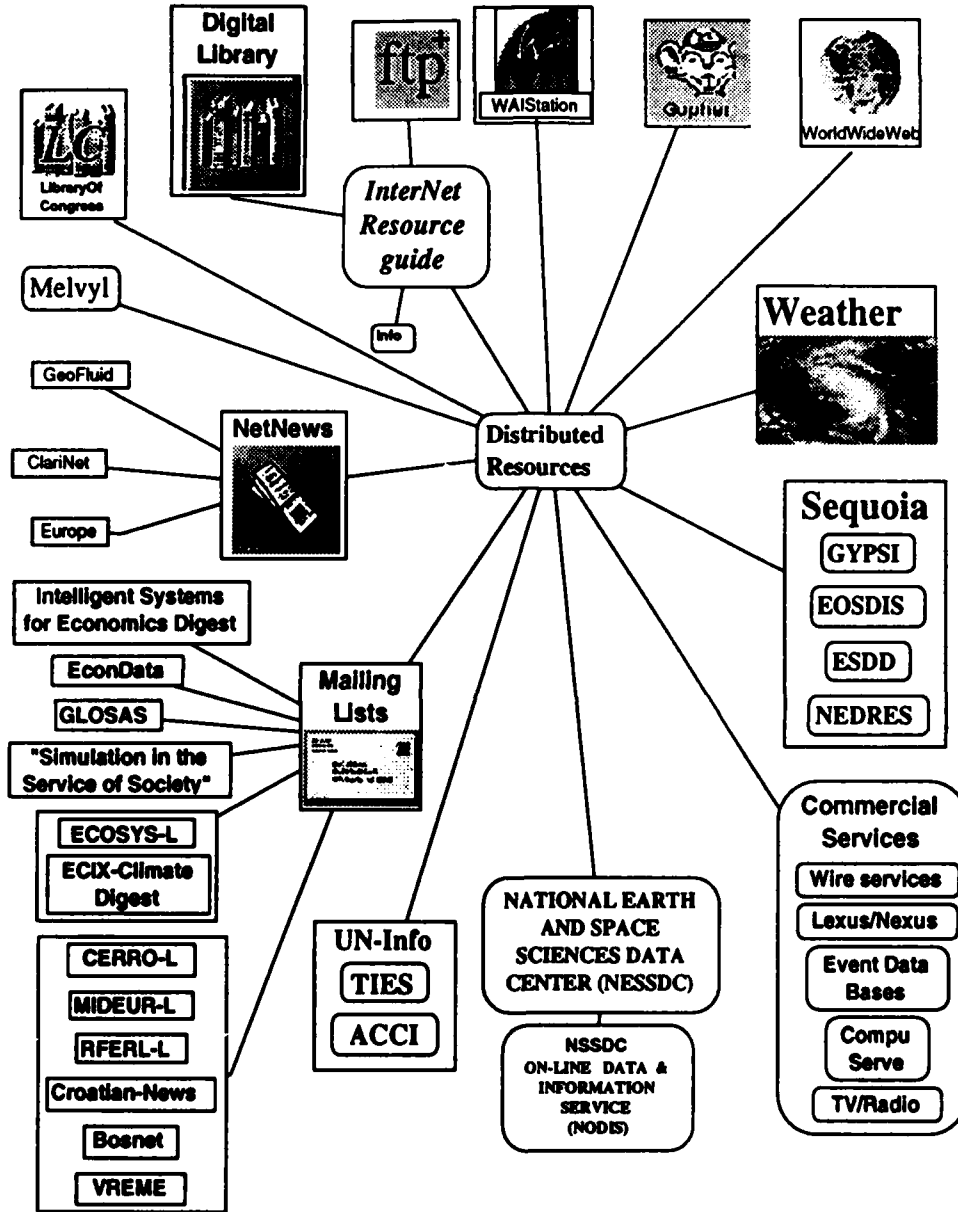 Digital
Library
ftp+
WAIStation
Gopher
WorldWideWeb
LC
LibraryOf
Congress
InterNet
Resource
guide
Melvyl
Info
Weather
GeoFluid
NetNews
Distributed
Resources
ClariNet
Europe
Sequoia
GYPSI
EOSDIS
ESDD
NEDRES
Intelligent Systems
for Economics Digest
EconData
GLOSAS
"Simulation in the
Service of Society"
Mailing
Lists
ECOSYS-L
ECIX-Climate
Digest
Commercial
Services
Wire services
Lexus/Nexus
Event Data
Bases
Compu
Serve
TV/Radio
CERRO-L
MIDEUR-L
RFERL-L
Croatian-News
Bosnet
VREME
UN-Info
TIES
ACCI
NATIONAL EARTH
AND SPACE
SCIENCES DATA
CENTER (NESSDC)
NSSDC
ON-LINE DATA &
INFORMATION
SERVICE
(NODIS)